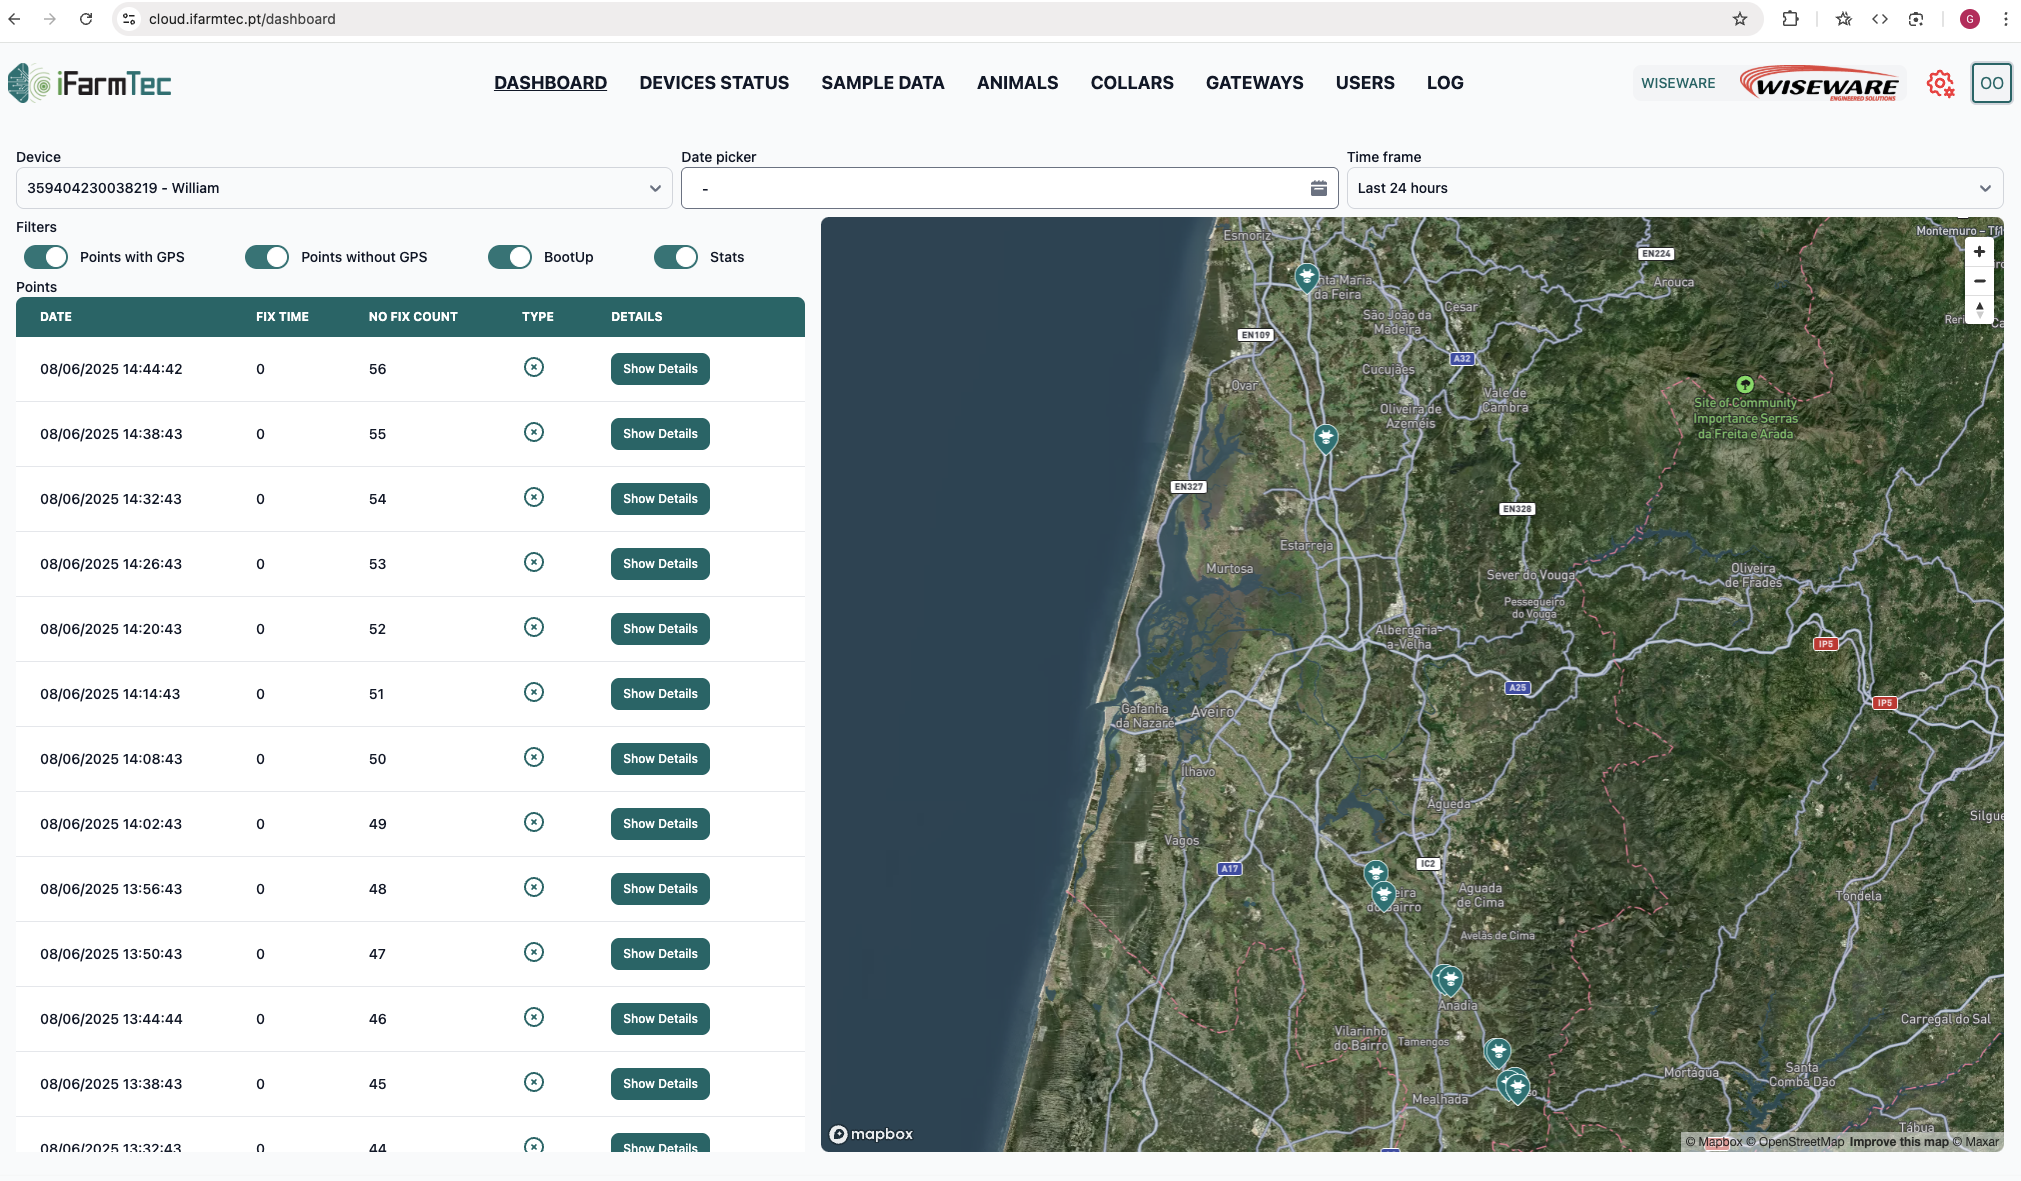 cloud.ifarmtec.pt/dashboard
G
iFarmTec
DASHBOARD
DEVICES STATUS
SAMPLE DATA
ANIMALS
COLLARS
GATEWAYS
USERS
LOG
WISEWARE
WISEWARE
ENGINEERED SOLUTIONS
OO
Device
359404230038219 - William
Date picker
-
Time frame
Last 24 hours
Filters
Points with GPS
Points without GPS
BootUp
Stats
Points
DATE FIX TIME NO FIX COUNT TYPE DETAILS
08/06/2025 14:44:42 0 56 Show Details
08/06/2025 14:38:43 0 55 Show Details
08/06/2025 14:32:43 0 54 Show Details
08/06/2025 14:26:43 0 53 Show Details
08/06/2025 14:20:43 0 52 Show Details
08/06/2025 14:14:43 0 51 Show Details
08/06/2025 14:08:43 0 50 Show Details
08/06/2025 14:02:43 0 49 Show Details
08/06/2025 13:56:43 0 48 Show Details
08/06/2025 13:50:43 0 47 Show Details
08/06/2025 13:44:44 0 46 Show Details
08/06/2025 13:38:43 0 45 Show Details
08/06/2025 13:32:43 0 44 Show Details
Esmoriz
Montemuro – Tf1
EN224
Arouca
nta Maria
da Feira
César
São João da
Madeira
EN109
A32
Cucujães
Ovar
Vale de
Cambra
Oliveira de
Azeméis
Site of Community
Importance Serras
da Freita e Arada
EN327
EN328
Estarreja
Murtosa
Sever do Vouga
Oliveira
de Frades
Pessegueiro
do Vouga
Albergaria-
a-Velha
IP5
A25
IP5
Gafanha
da Nazaré
Aveiro
Ílhavo
Águeda
Silgue
Vagos
A17
IC2
eira
do Bairro
Aguada
de Cima
Tondela
Avelãs de Cima
Anadia
Carregal do Sal
Vilarinho
do Bairro
Tamengos
Mortágua
Santa
Comba Dão
Mealhada
so
Tábua
mapbox
© Mapbox © OpenStreetMap Improve this map © Maxar